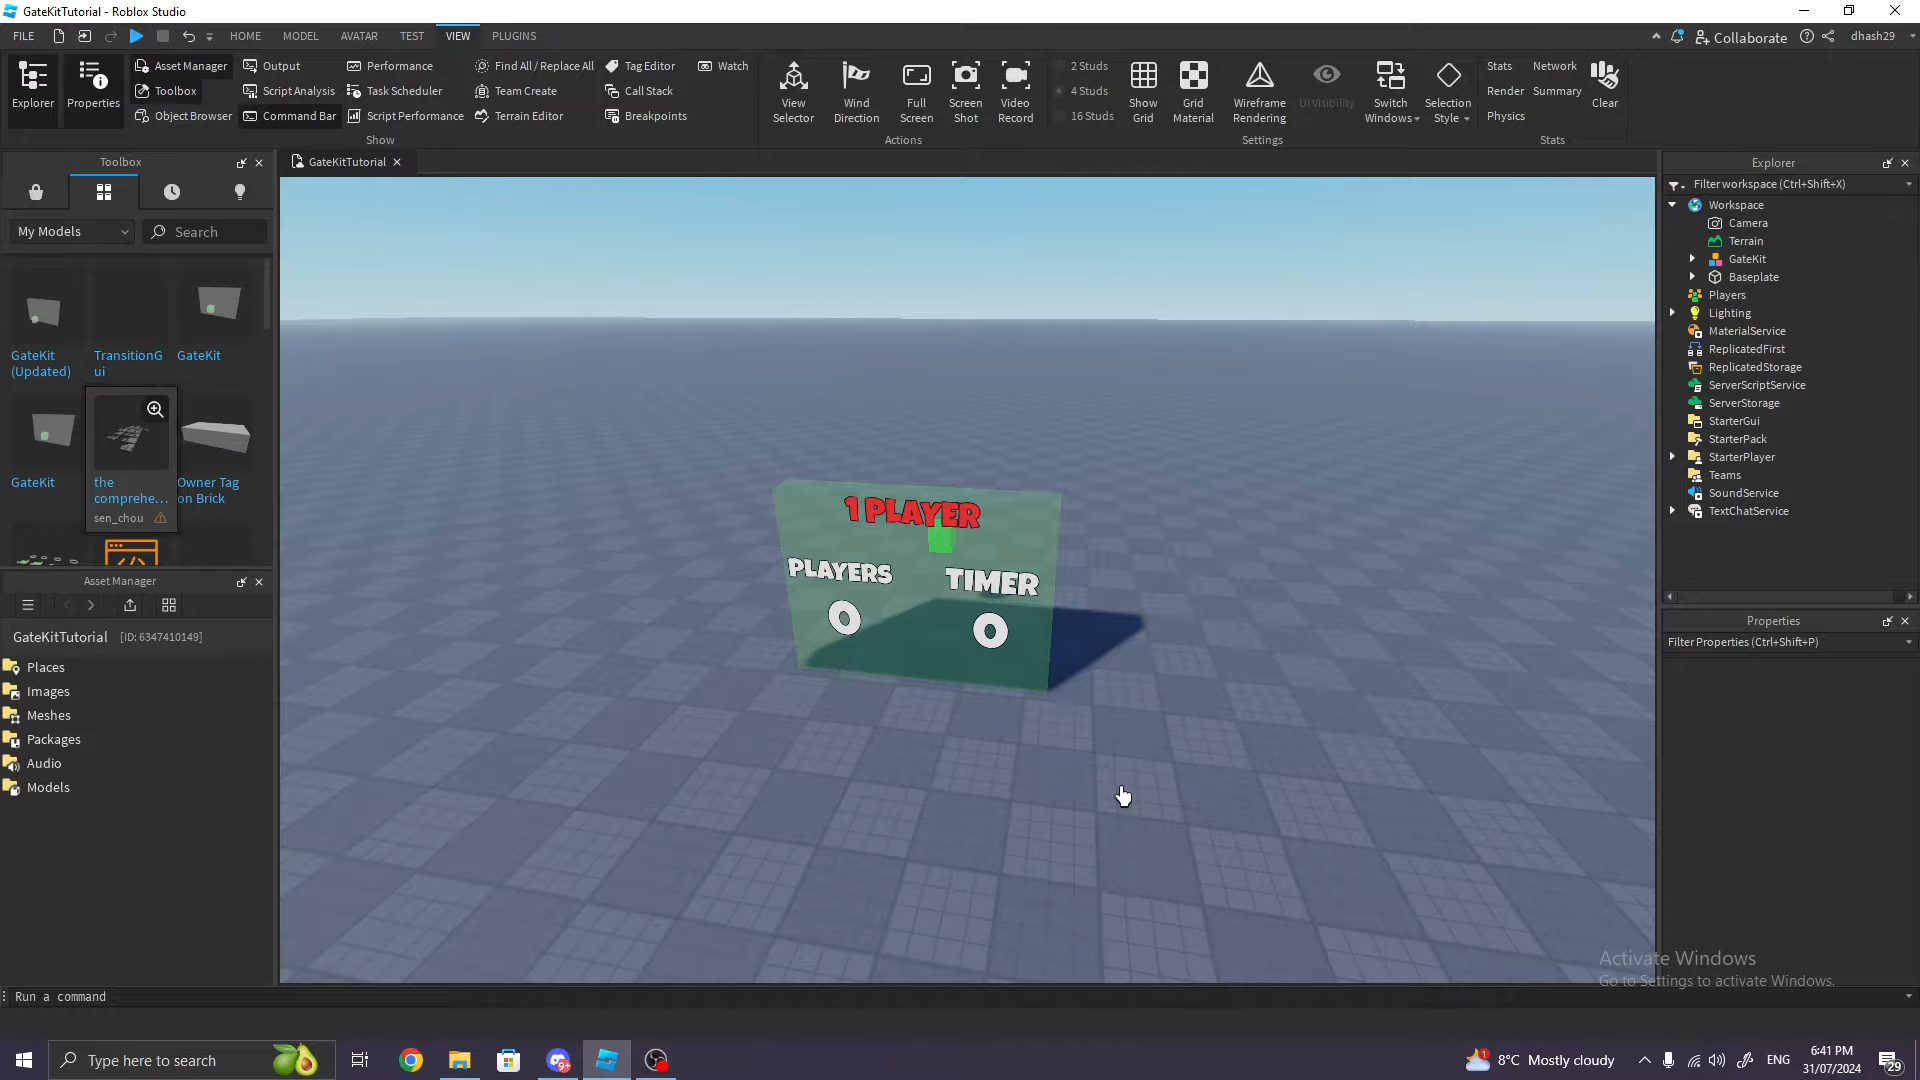 GateKitTutorial - Roblox Studio
FILE HOME MODEL AVATAR TEST VIEW PLUGINS Collaborate dhash29
Explorer Properties
Asset Manager Output Performance Find All / Replace All Tag Editor Watch
Toolbox Script Analysis Task Scheduler Team Create Call Stack
Object Browser Command Bar Script Performance Terrain Editor Breakpoints
Show
View Selector
Wind Direction
Full Screen
Screen Shot
Video Record
Actions
2 Studs
4 Studs
16 Studs
Show Grid
Grid Material
Wireframe Rendering
UI Visibility
Switch Windows
Selection Style
Settings
Stats Network
Render Summary
Physics
Clear
Stats
Toolbox
My Models Search
GateKit (Updated)
TransitionG
ui
GateKit
GateKit
the
comprehe...
sen_chou
Owner Tag
on Brick
Asset Manager
GateKitTutorial [ID: 6347410149]
Places
Images
Meshes
Packages
Audio
Models
GateKitTutorial
1 PLAYER
PLAYERS TIMER
0 0
Explorer
Filter workspace (Ctrl+Shift+X)
Workspace
Camera
Terrain
GateKit
Baseplate
Players
Lighting
MaterialService
ReplicatedFirst
ReplicatedStorage
ServerScriptService
ServerStorage
StarterGui
StarterPack
StarterPlayer
Teams
SoundService
TextChatService
Properties
Filter Properties (Ctrl+Shift+P)
Activate Windows
Go to Settings to activate Windows.
Run a command
Type here to search
9+
1
8°C Mostly cloudy
ENG
6:41 PM
31/07/2024
29